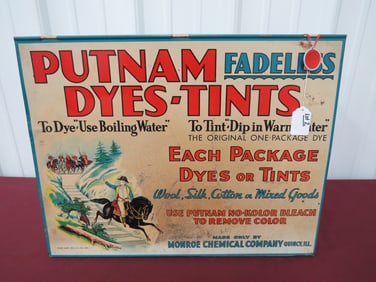 PUTNAM FADELESS
DYES-TINTS
To Dye "Use Boiling Water" To Tint "Dip in Warm Water"
THE ORIGINAL ONE-PACKAGE DYE
EACH PACKAGE
DYES OR TINTS
Wool, Silk, Cotton or Mixed Goods
USE PUTNAM NO-KOLOR BLEACH
TO REMOVE COLOR
MADE ONLY BY
MONROE CHEMICAL COMPANY QUINCY, ILL.